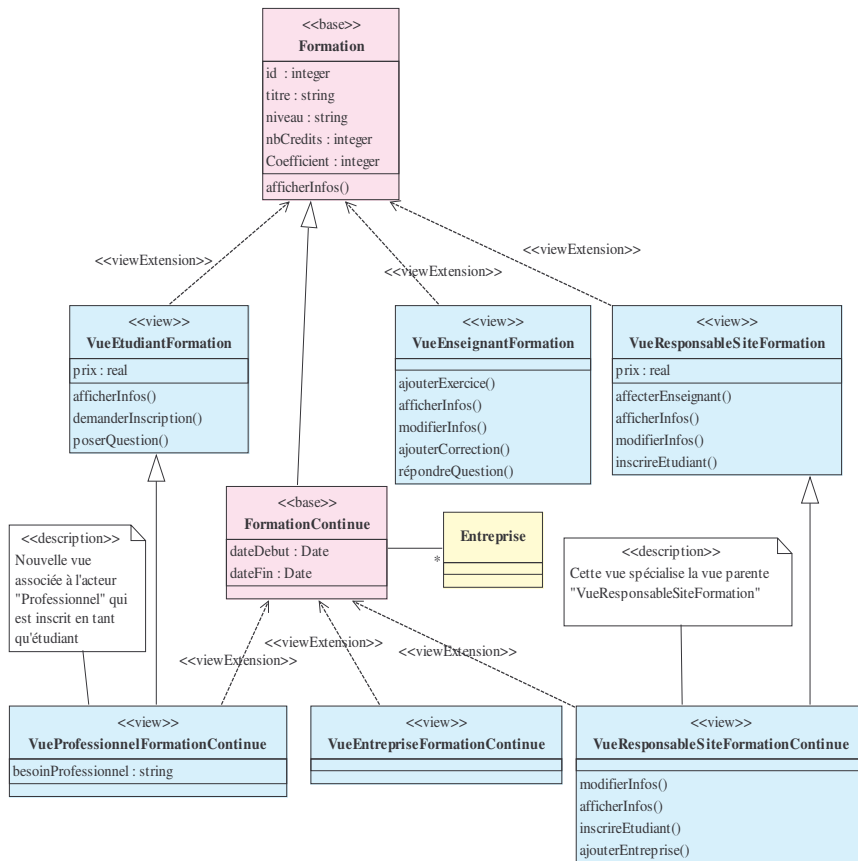 <<base>>
Formation
id : integer
titre : string
niveau : string
nbCredits : integer
Coefficient : integer
afficherInfos()
<<viewExtension>>
<<viewExtension>>
<<viewExtension>>
<<view>>
VueEtudiantFormation
prix : real
afficherInfos()
demanderInscription()
poserQuestion()
<<view>>
VueEnseignantFormation
ajouterExercice()
afficherInfos()
modifierInfos()
ajouterCorrection()
répondreQuestion()
<<view>>
VueResponsableSiteFormation
prix : real
affecterEnseignant()
afficherInfos()
modifierInfos()
inscrireEtudiant()
<<base>>
FormationContinue
dateDebut : Date
dateFin : Date
*
Entreprise
<<description>>
Nouvelle vue
associée à l'acteur
"Professionnel" qui
est inscrit en tant
qu'étudiant
<<description>>
Cette vue spécialise la vue parente
"VueResponsableSiteFormation"
<<viewExtension>>
<<viewExtension>>
<<viewExtension>>
<<view>>
VueProfessionnelFormationContinue
besoinProfessionnel : string
<<view>>
VueEntrepriseFormationContinue
<<view>>
VueResponsableSiteFormationContinue
modifierInfos()
afficherInfos()
inscrireEtudiant()
ajouterEntreprise()